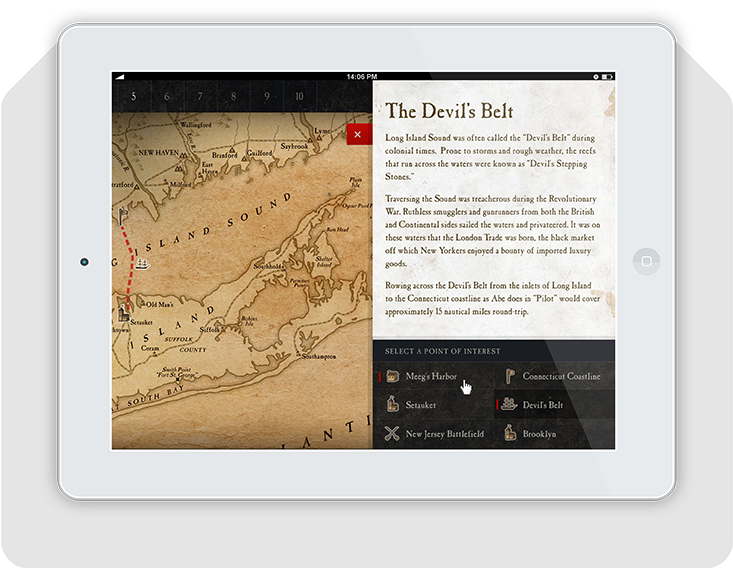 14:06 PM
5 6 7 8 9 10
The Devil's Belt
Long Island Sound was often called the "Devil's Belt" during
colonial times. Prone to storms and rough weather, the reefs
that run across the waters were known as "Devil's Stepping
Stones."
Traversing the Sound was treacherous during the Revolutionary
War. Ruthless smugglers and gunrunners from both the British
and Continental sides sailed the waters and privateered. It was on
these waters that the London Trade was born, the black market
off which New Yorkers enjoyed a bounty of imported luxury
goods.
Rowing across the Devil's Belt from the inlets of Long Island
to the Connecticut coastline as Abe does in "Pilot" would cover
approximately 15 nautical miles round-trip.
SELECT A POINT OF INTEREST
Meeg's Harbor
Connecticut Coastline
Setauket
Devil's Belt
New Jersey Battlefield
Brooklyn
Wallingford
Lyme
NEW HAVEN
Branford
Guilford
Saybrook
East
Haven
Milford
tratford
Plum
Isle
Oyster Pond P
G ISLAND SOUND
Ram Head
Shelter
Island
Southhold
Old Man's
Robins
Isle
Setauket
htown
ISLAND
Suffolk
SUFFOLK
COUNTY
Coram
Southampton
Smith Point
"Fort St. George"
AT SOUTH BAY
ANTI